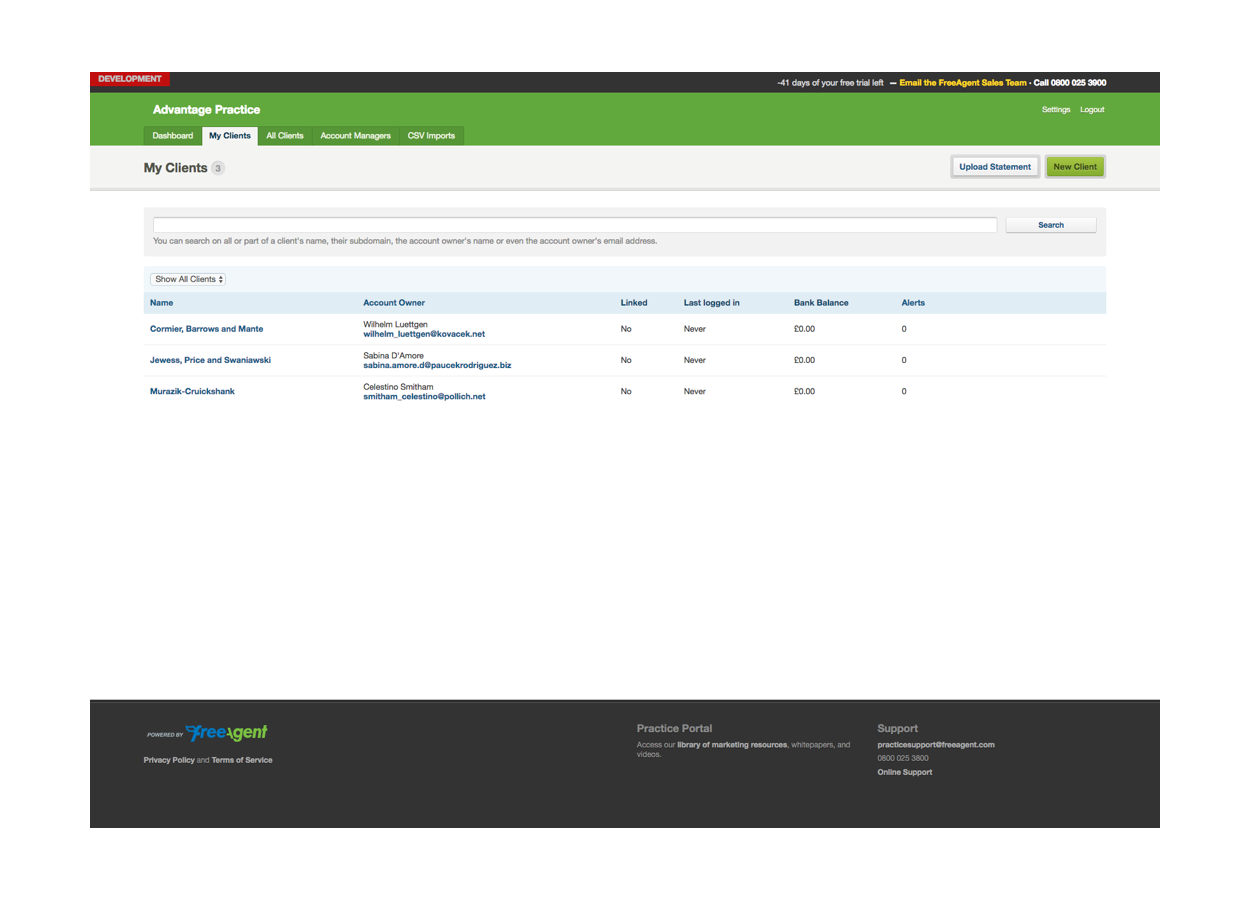 DEVELOPMENT
-41 days of your free trial left — Email the FreeAgent Sales Team - Call 0800 025 3900
Advantage Practice
Settings Logout
Dashboard My Clients All Clients Account Managers CSV Imports
My Clients 3
Upload Statement New Client
Search
You can search on all or part of a client's name, their subdomain, the account owner's name or even the account owner's email address.
Show All Clients
Name Account Owner Linked Last logged in Bank Balance Alerts
Cormier, Barrows and Mante Wilhelm Luettgen No Never £0.00 0
wilhelm_luettgen@kovacek.net
Jewess, Price and Swaniawski Sabina D'Amore No Never £0.00 0
sabina.amore.d@paucekrodriguez.biz
Murazik-Cruickshank Celestino Smitham No Never £0.00 0
smitham_celestino@pollich.net
POWERED BY FreeAgent
Privacy Policy and Terms of Service
Practice Portal
Access our library of marketing resources, whitepapers, and
videos.
Support
practicesupport@freeagent.com
0800 025 3800
Online Support